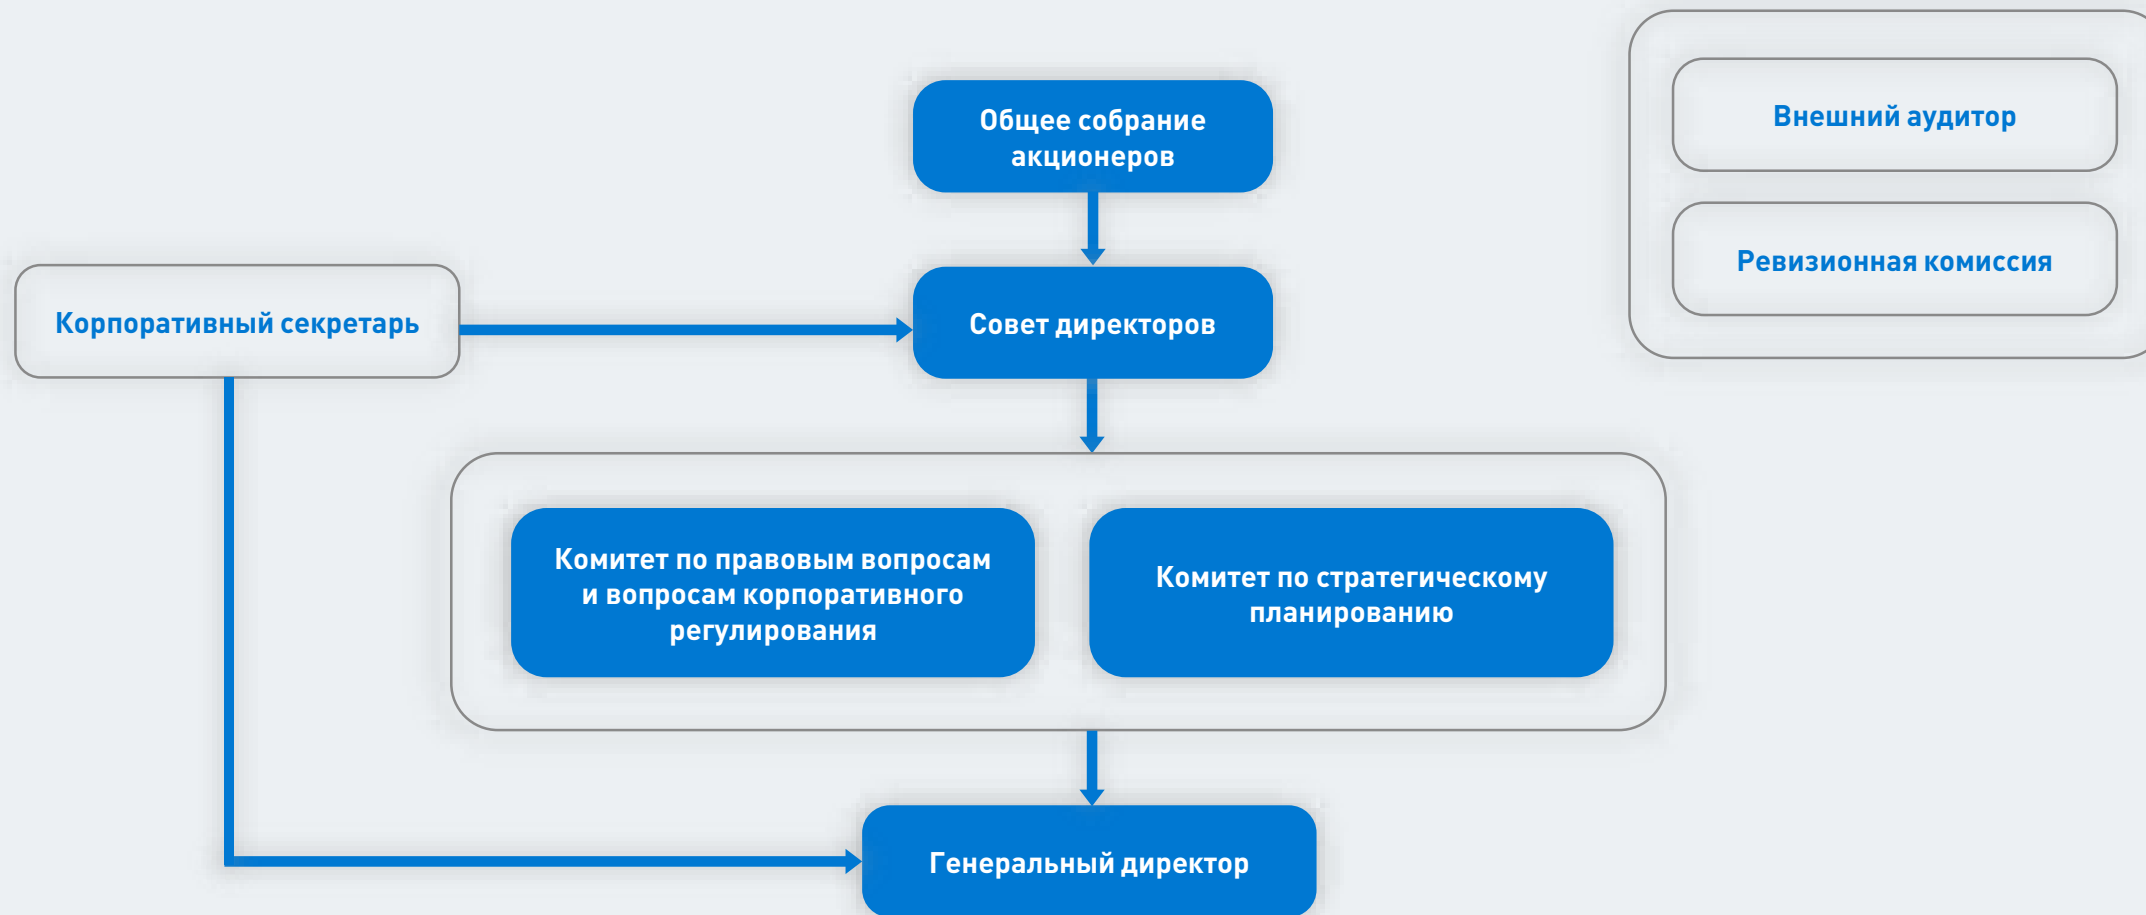 Общее собрание
акционеров
Внешний аудитор
Ревизионная комиссия
Корпоративный секретарь
Совет директоров
Комитет по правовым вопросам
и вопросам корпоративного
регулирования
Комитет по стратегическому
планированию
Генеральный директор